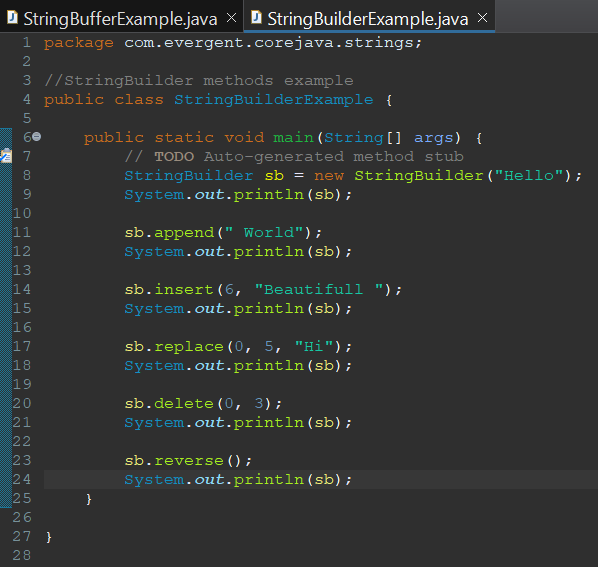 StringBufferExample.java StringBuilderExample.java
1 package com.evergent.corejava.strings;
2
3 //StringBuilder methods example
4 public class StringBuilderExample {
5
6     public static void main(String[] args) {
7         // TODO Auto-generated method stub
8         StringBuilder sb = new StringBuilder("Hello");
9         System.out.println(sb);
10
11         sb.append(" World");
12         System.out.println(sb);
13
14         sb.insert(6, "Beautifull ");
15         System.out.println(sb);
16
17         sb.replace(0, 5, "Hi");
18         System.out.println(sb);
19
20         sb.delete(0, 3);
21         System.out.println(sb);
22
23         sb.reverse();
24         System.out.println(sb);
25     }
26
27 }
28